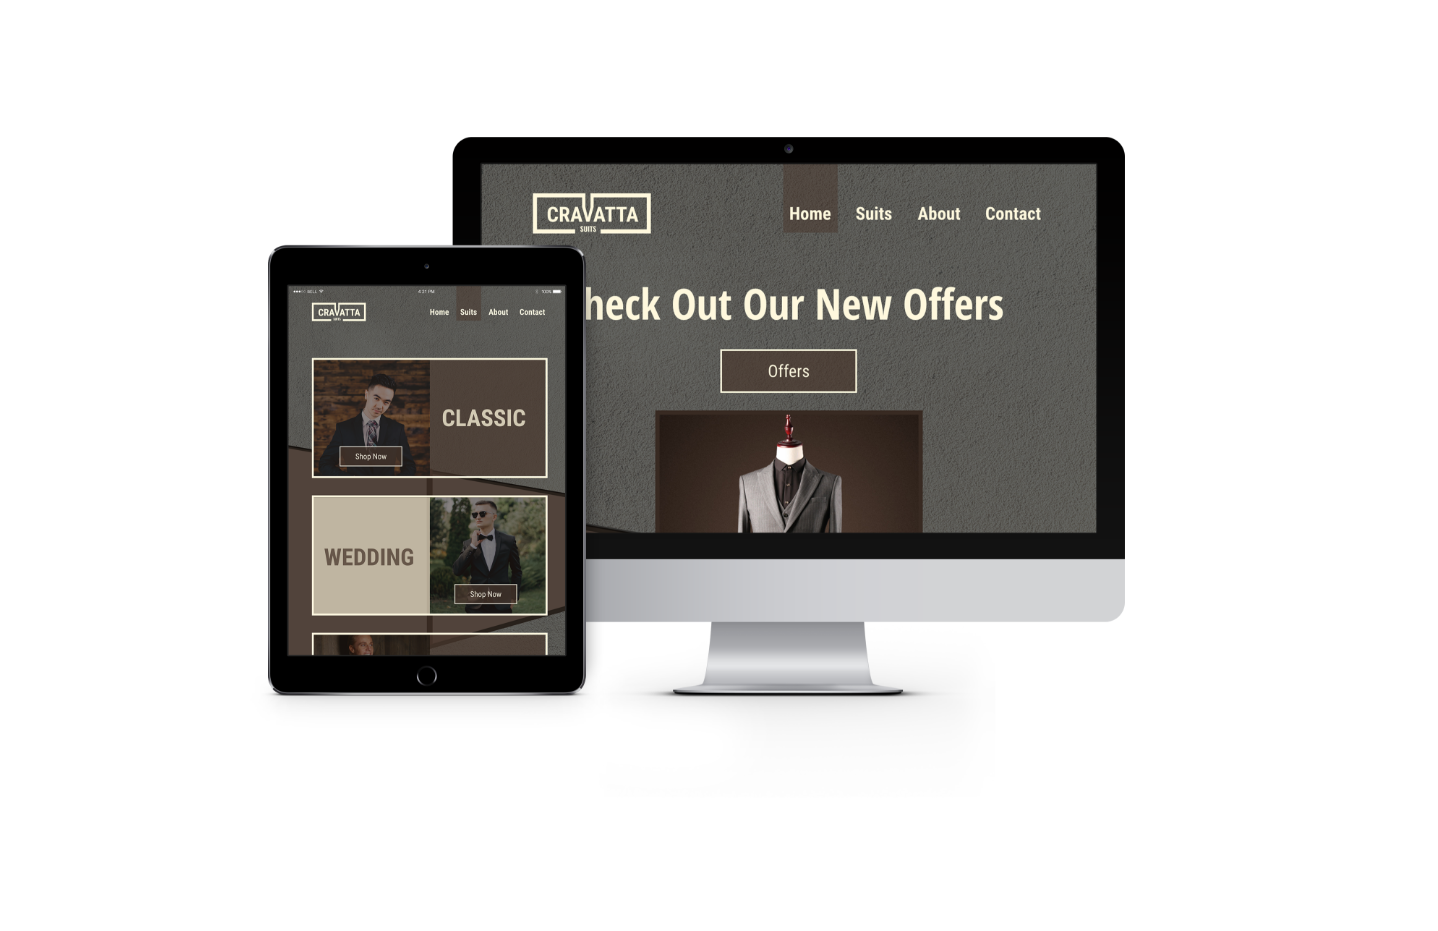 CRAVATTA
SUITS
Home Suits About Contact
heck Out Our New Offers
Offers
BELL 4:21 PM 100%
CRAVATTA
Home Suits About Contact
CLASSIC
Shop Now
WEDDING
Shop Now